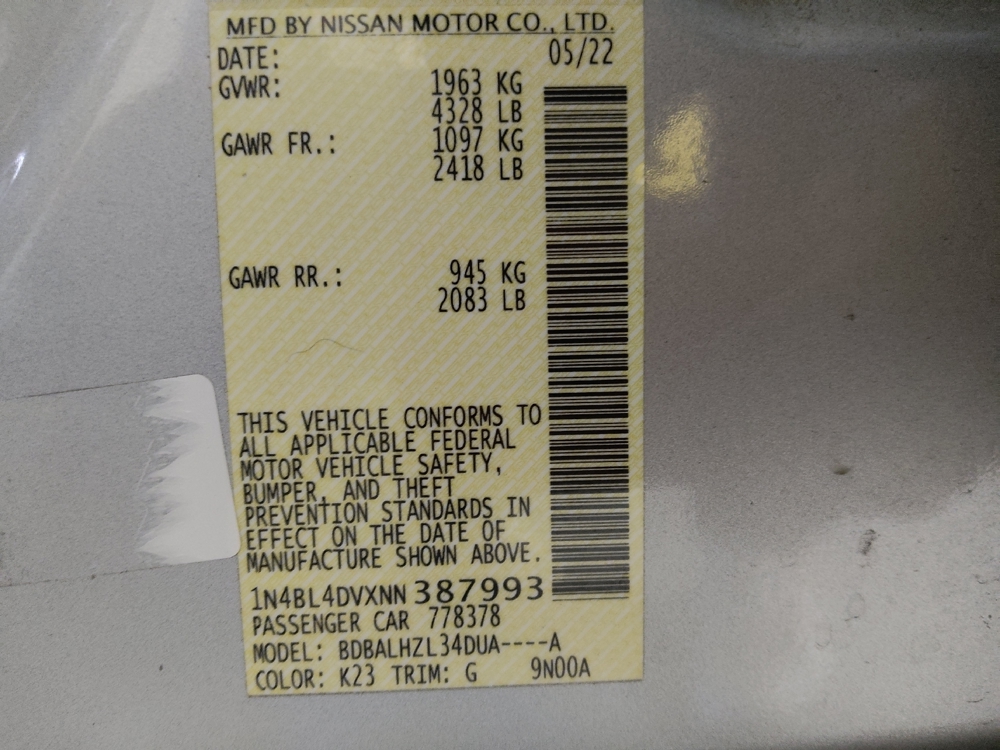 MFD BY NISSAN MOTOR CO., LTD.
DATE: 05/22
GVWR: 1963 KG
4328 LB
GAWR FR.: 1097 KG
2418 LB
GAWR RR.: 945 KG
2083 LB
THIS VEHICLE CONFORMS TO
ALL APPLICABLE FEDERAL
MOTOR VEHICLE SAFETY,
BUMPER, AND THEFT
PREVENTION STANDARDS IN
EFFECT ON THE DATE OF
MANUFACTURE SHOWN ABOVE.
1N4BL4DVXNN387993
PASSENGER CAR 778378
MODEL: BDBALHZL34DUA----A
COLOR: K23 TRIM: G 9N00A